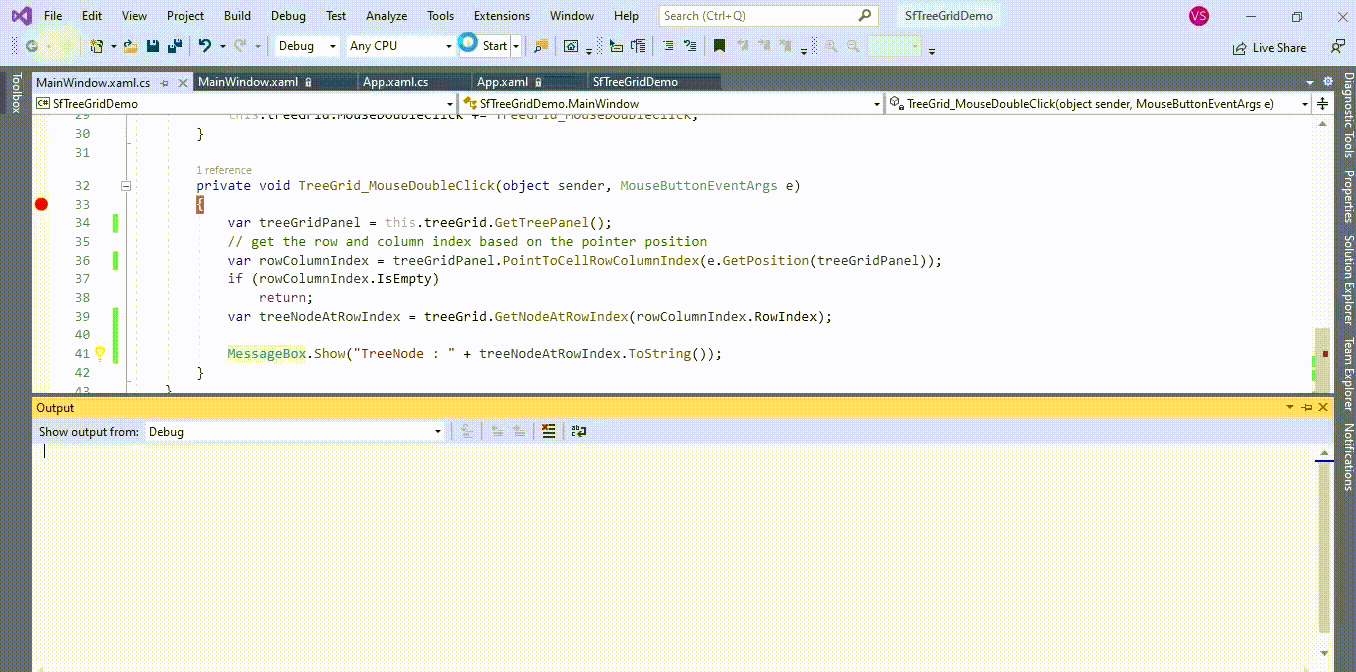 File Edit View Project Build Debug Test Analyze Tools Extensions Window Help Search (Ctrl+Q) SfTreeGridDemo VS
Debug Any CPU Start Live Share
Toolbox
MainWindow.xaml.cs MainWindow.xaml App.xaml.cs App.xaml SfTreeGridDemo
C# SfTreeGridDemo SfTreeGridDemo.MainWindow TreeGrid_MouseDoubleClick(object sender, MouseButtonEventArgs e)
29 this.treeGrid.MouseDoubleClick += TreeGrid_MouseDoubleClick;
30 }
31
1 reference
32 private void TreeGrid_MouseDoubleClick(object sender, MouseButtonEventArgs e)
33 {
34 var treeGridPanel = this.treeGrid.GetTreePanel();
35 // get the row and column index based on the pointer position
36 var rowColumnIndex = treeGridPanel.PointToCellRowColumnIndex(e.GetPosition(treeGridPanel));
37 if (rowColumnIndex.IsEmpty)
38 return;
39 var treeNodeAtRowIndex = treeGrid.GetNodeAtRowIndex(rowColumnIndex.RowIndex);
40
41 MessageBox.Show("TreeNode : " + treeNodeAtRowIndex.ToString());
42 }
43 }
Output
Show output from: Debug
Diagnostic Tools
Properties
Solution Explorer
Team Explorer
Notifications